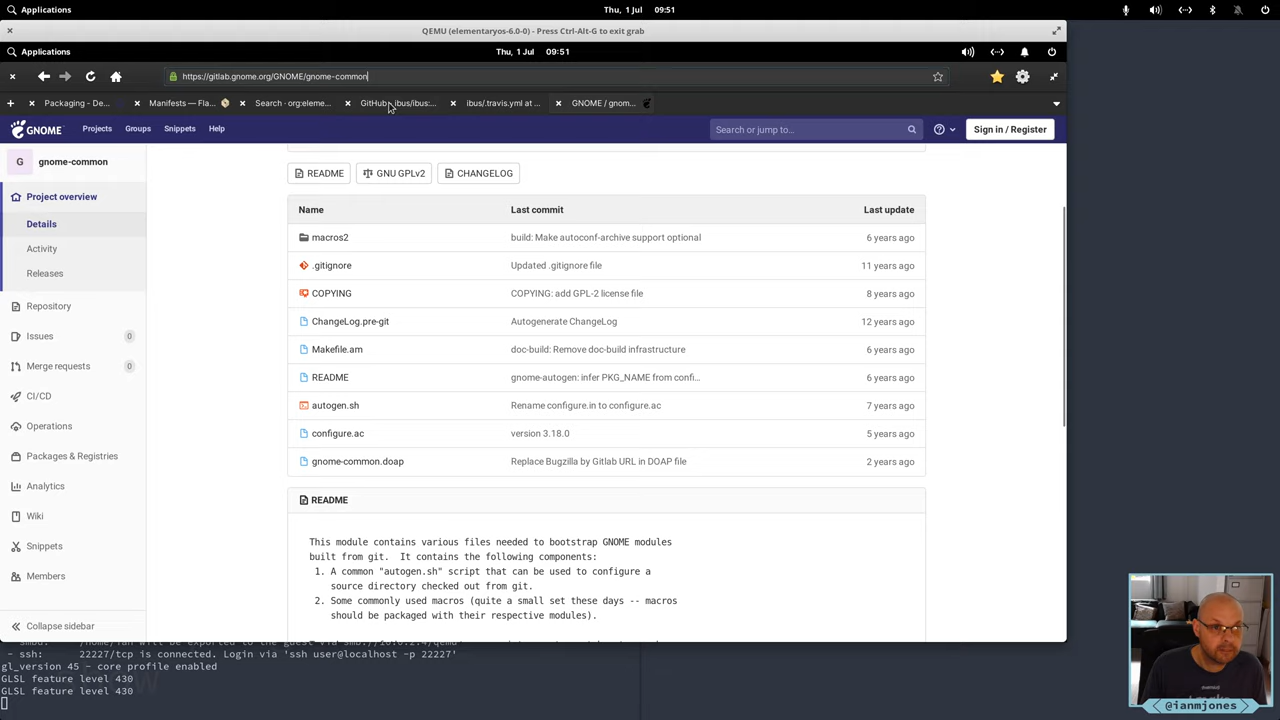 Applications
Thu, 1 Jul 09:51
QEMU (elementaryos-6.0-0) - Press Ctrl-Alt-G to exit grab
Applications
Thu, 1 Jul 09:51
https://gitlab.gnome.org/GNOME/gnome-common
Packaging - De...
Manifests — Fla...
Search · org:eleme...
GitHub - ibus/ibus:...
ibus/.travis.yml at ...
GNOME / gnom...
GNOME
Projects
Groups
Snippets
Help
Search or jump to...
Sign in / Register
G
gnome-common
Project overview
Details
Activity
Releases
Repository
Issues 0
Merge requests 0
CI/CD
Operations
Packages & Registries
Analytics
Wiki
Snippets
Members
Collapse sidebar
README
GNU GPLv2
CHANGELOG
Name Last commit Last update
macros2 build: Make autoconf-archive support optional 6 years ago
.gitignore Updated .gitignore file 11 years ago
COPYING COPYING: add GPL-2 license file 8 years ago
ChangeLog.pre-git Autogenerate ChangeLog 12 years ago
Makefile.am doc-build: Remove doc-build infrastructure 6 years ago
README gnome-autogen: infer PKG_NAME from confi... 6 years ago
autogen.sh Rename configure.in to configure.ac 7 years ago
configure.ac version 3.18.0 5 years ago
gnome-common.doap Replace Bugzilla by Gitlab URL in DOAP file 2 years ago
README
This module contains various files needed to bootstrap GNOME modules
built from git. It contains the following components:
1. A common "autogen.sh" script that can be used to configure a
source directory checked out from git.
2. Some commonly used macros (quite a small set these days -- macros
should be packaged with their respective modules).
- ssh: 22227/tcp is connected. Login via 'ssh user@localhost -p 22227'
gl_version 45 - core profile enabled
GLSL feature level 430
GLSL feature level 430
@ianmjones